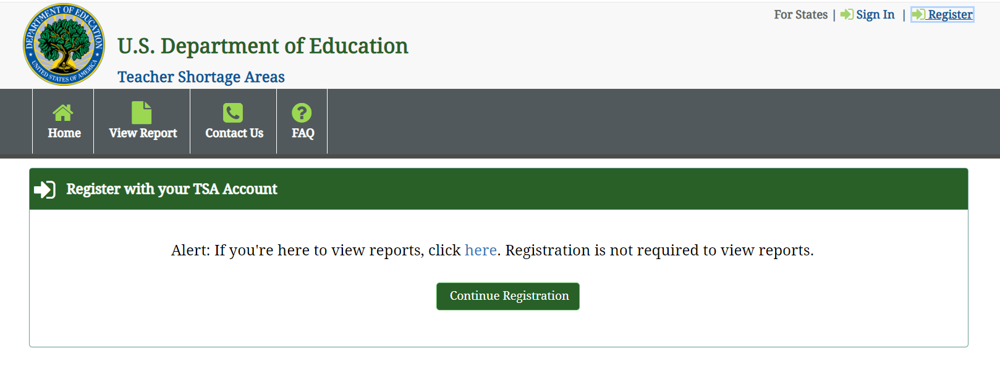 DEPARTMENT OF EDUCATION
UNITED STATES OF AMERICA
For States | Sign In | Register
U.S. Department of Education
Teacher Shortage Areas
Home
View Report
Contact Us
FAQ
Register with your TSA Account
Alert: If you're here to view reports, click here. Registration is not required to view reports.
Continue Registration